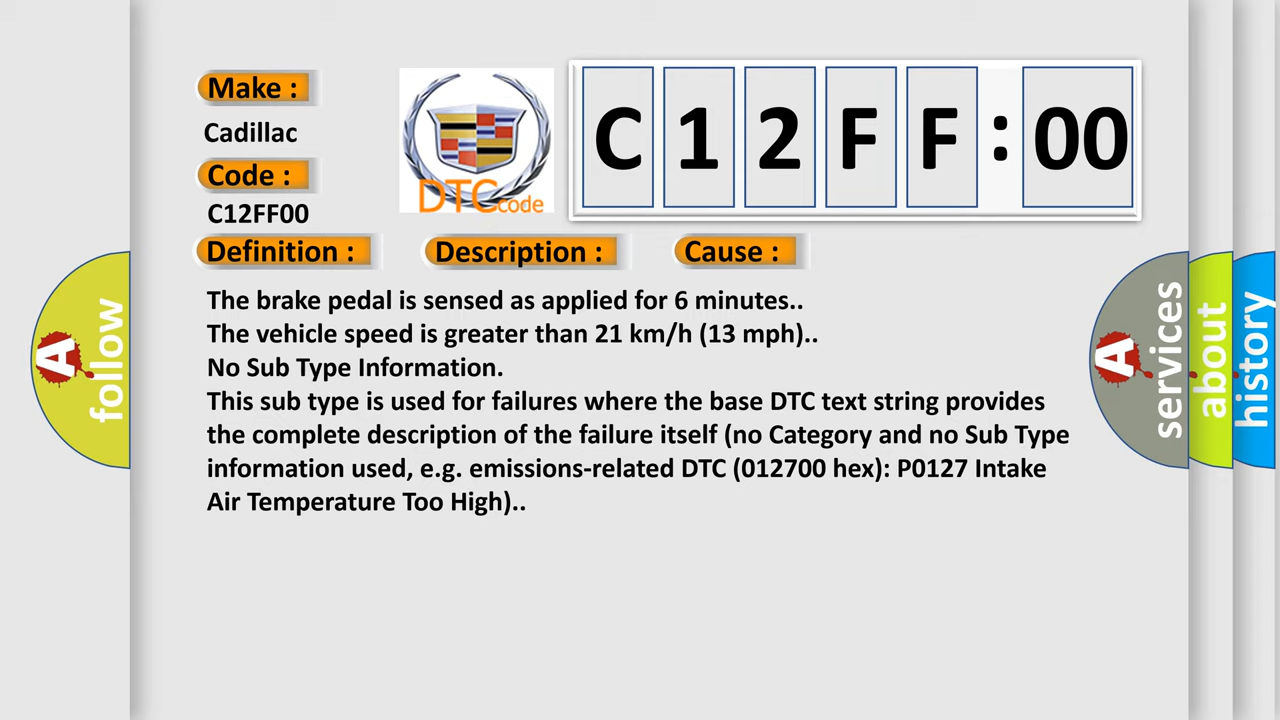 Make :
Cadillac
Code :
C12FF00
DTC code
C12FF:00
Definition :
Description :
Cause :
The brake pedal is sensed as applied for 6 minutes..
The vehicle speed is greater than 21 km/h (13 mph)..
No Sub Type Information.
This sub type is used for failures where the base DTC text string provides
the complete description of the failure itself (no Category and no Sub Type
information used, e.g. emissions-related DTC (012700 hex): P0127 Intake
Air Temperature Too High)..
A
follow
A
services
about
history